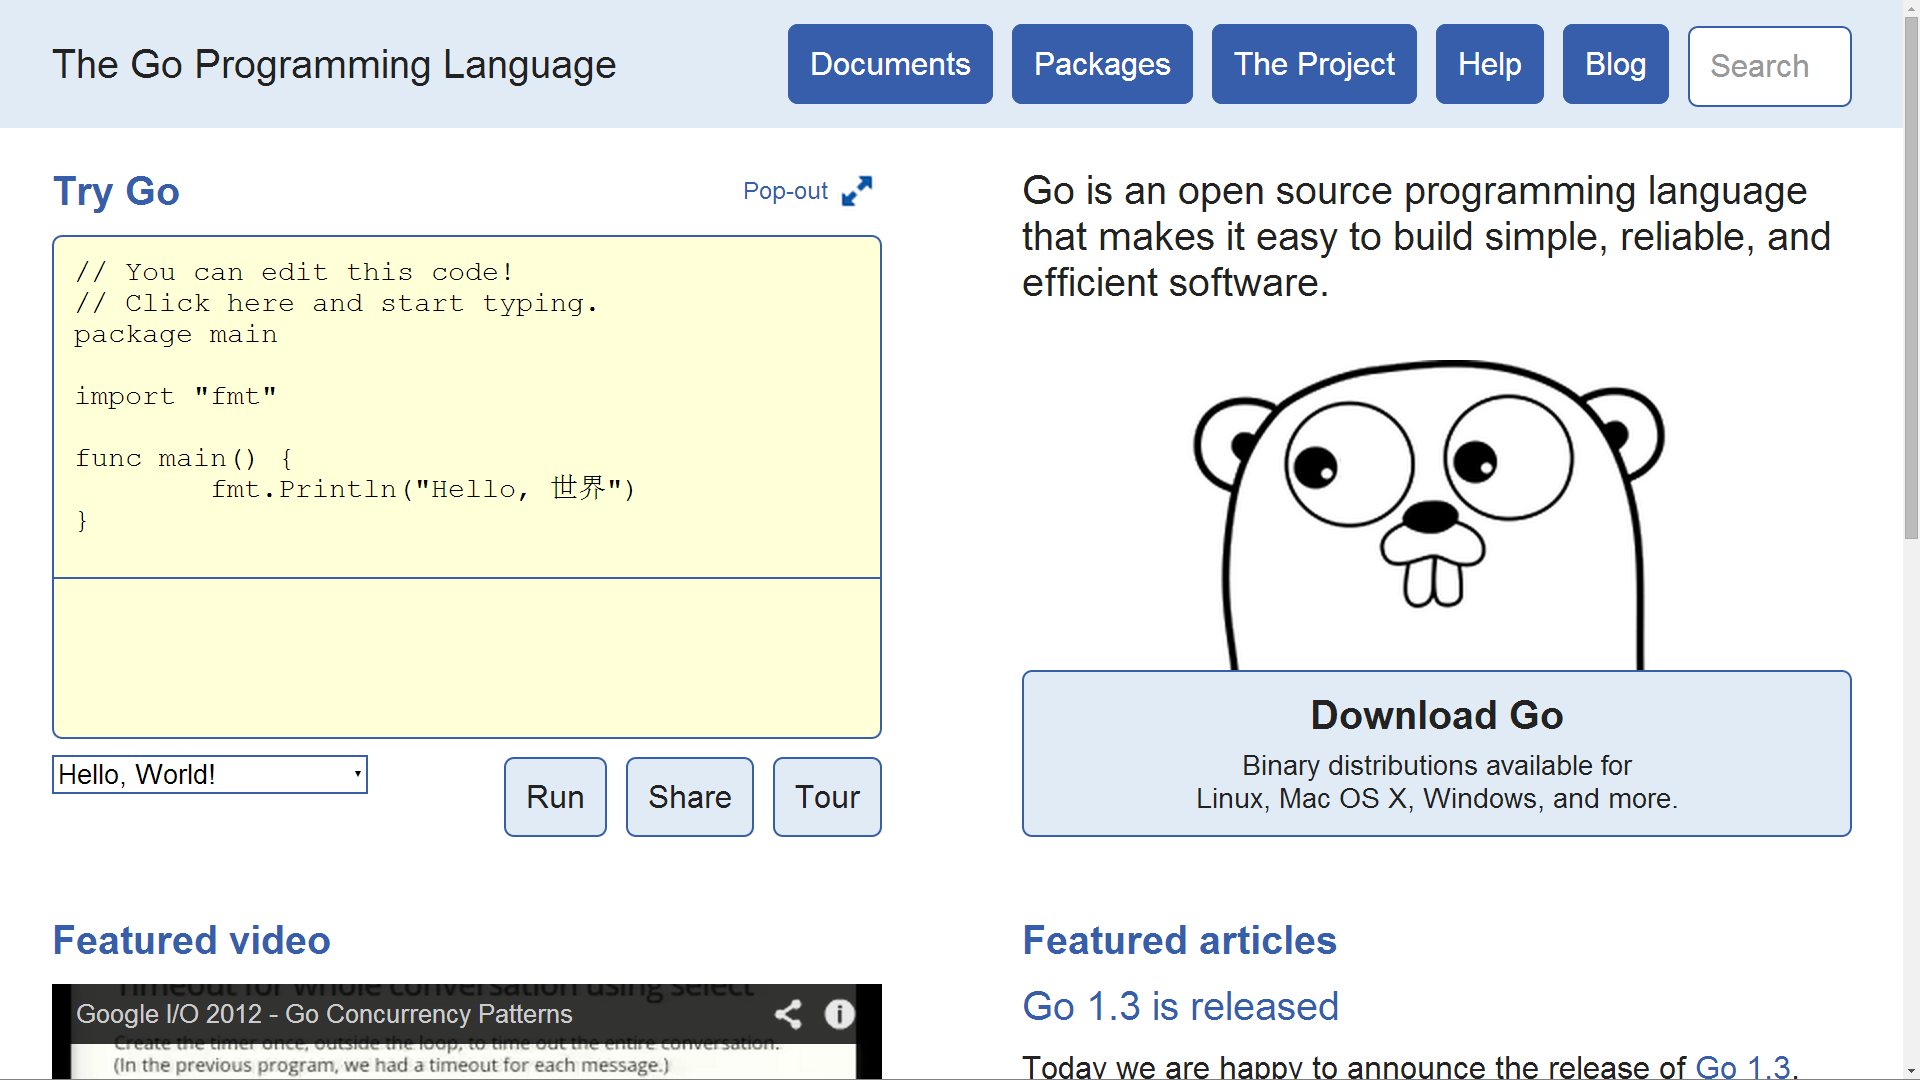 The Go Programming Language
Documents
Packages
The Project
Help
Blog
Search
Try Go
Pop-out
// You can edit this code!
// Click here and start typing.
package main
import "fmt"
func main() {
fmt.Println("Hello, 世界")
}
Hello, World!
Run
Share
Tour
Go is an open source programming language
that makes it easy to build simple, reliable, and
efficient software.
Download Go
Binary distributions available for
Linux, Mac OS X, Windows, and more.
Featured video
timeout for whole conversation using select
Google I/O 2012 - Go Concurrency Patterns
Create the timer once, outside the loop, to time out the entire conversation.
(In the previous program, we had a timeout for each message.)
Featured articles
Go 1.3 is released
Today we are happy to announce the release of Go 1.3.